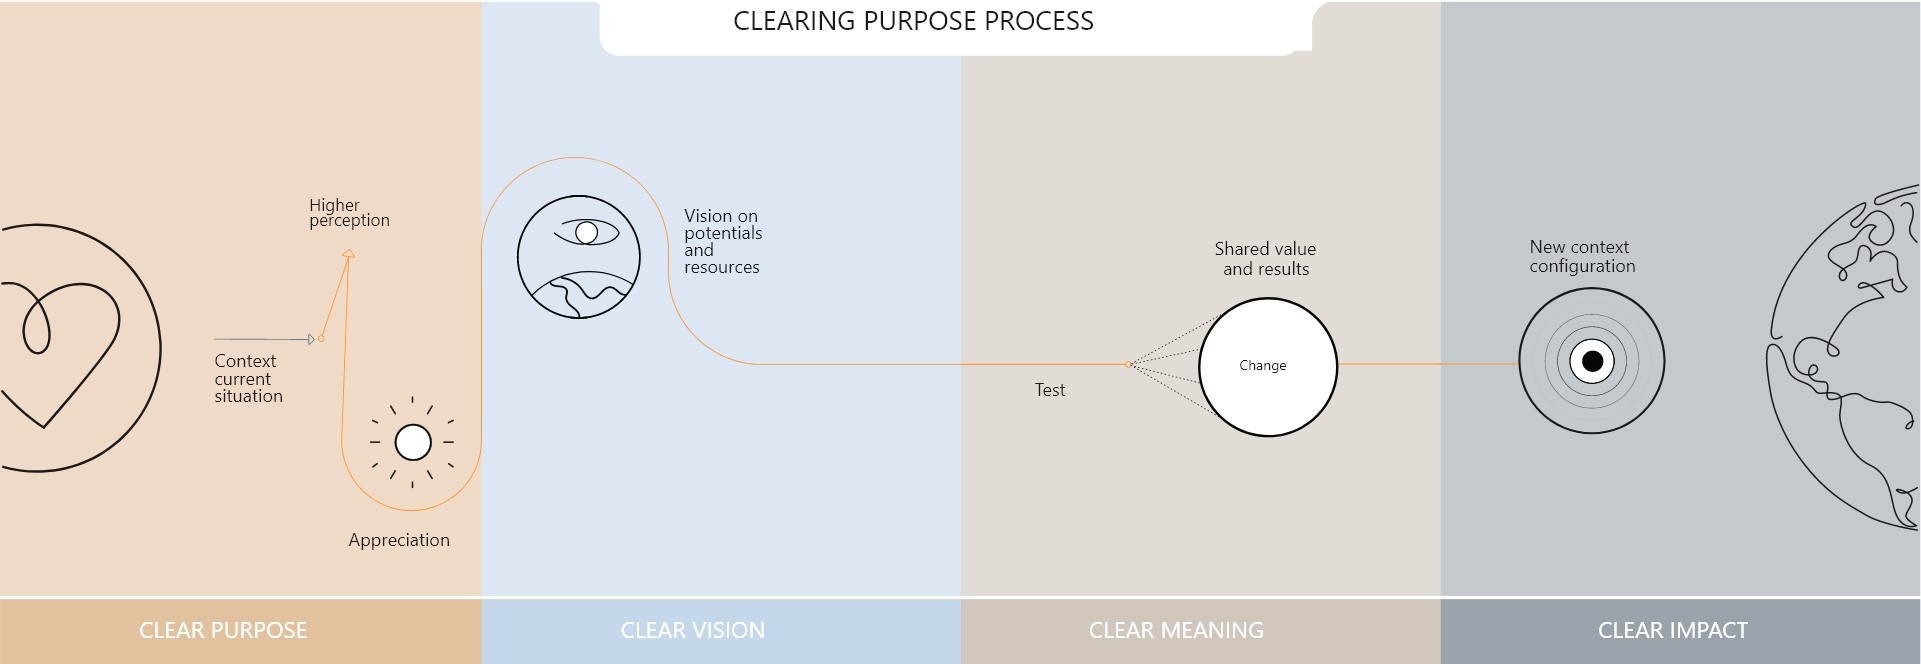 CLEARING PURPOSE PROCESS
Higher
perception
Context
current
situation
Appreciation
Vision on
potentials
and
resources
Test
Shared value
and results
Change
New context
configuration
CLEAR PURPOSE
CLEAR VISION
CLEAR MEANING
CLEAR IMPACT